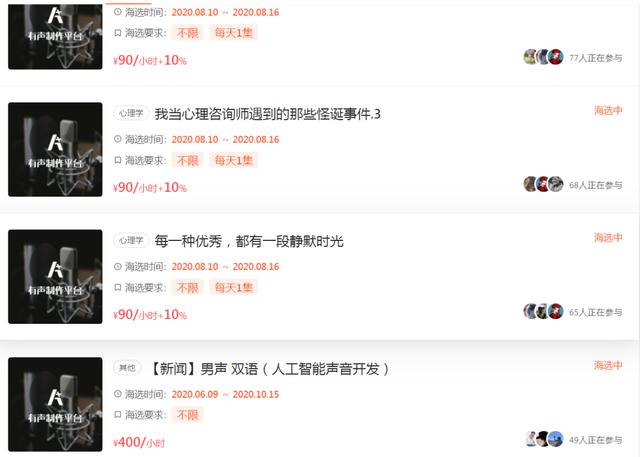 有声制作平台
海选时间: 2020.08.10 ~ 2020.08.16
海选要求: 不限 每天1集
¥90/小时+10%
77人正在参与
有声制作平台
心理学 我当心理咨询师遇到的那些怪诞事件.3
海选中
海选时间: 2020.08.10 ~ 2020.08.16
海选要求: 不限 每天1集
¥90/小时+10%
68人正在参与
有声制作平台
心理学 每一种优秀，都有一段静默时光
海选中
海选时间: 2020.08.10 ~ 2020.08.16
海选要求: 不限 每天1集
¥90/小时+10%
65人正在参与
有声制作平台
其他 【新闻】男声 双语（人工智能声音开发）
海选中
海选时间: 2020.06.09 ~ 2020.10.15
海选要求: 不限
¥400/小时
49人正在参与